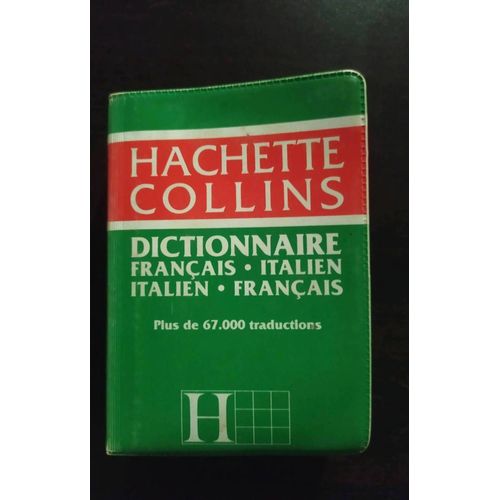 HACHETTE
COLLINS
DICTIONNAIRE
FRANÇAIS • ITALIEN
ITALIEN • FRANÇAIS
Plus de 67.000 traductions
H